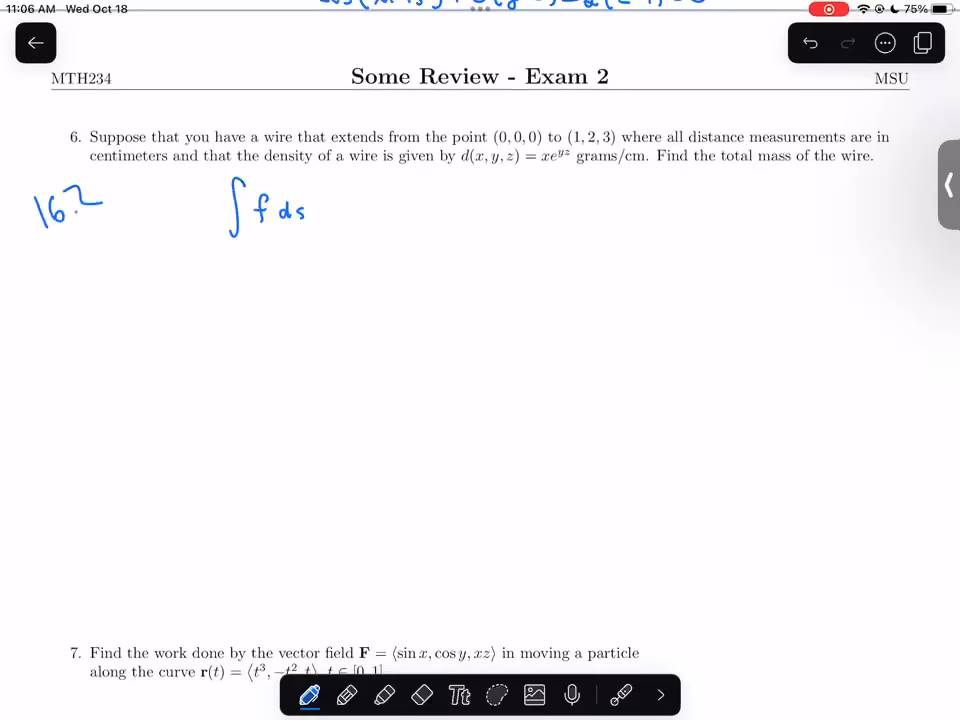 11:06 AM Wed Oct 18
75%
MTH234 Some Review - Exam 2 MSU
6. Suppose that you have a wire that extends from the point (0, 0, 0) to (1, 2, 3) where all distance measurements are in
centimeters and that the density of a wire is given by d(x, y, z) = xe^{yz} grams/cm. Find the total mass of the wire.
16.2 ∫ f ds
7. Find the work done by the vector field F = ⟨sin x, cos y, xz⟩ in moving a particle
along the curve r(t) = ⟨t³, −t², t⟩, t ∈ [0, 1]
Tt